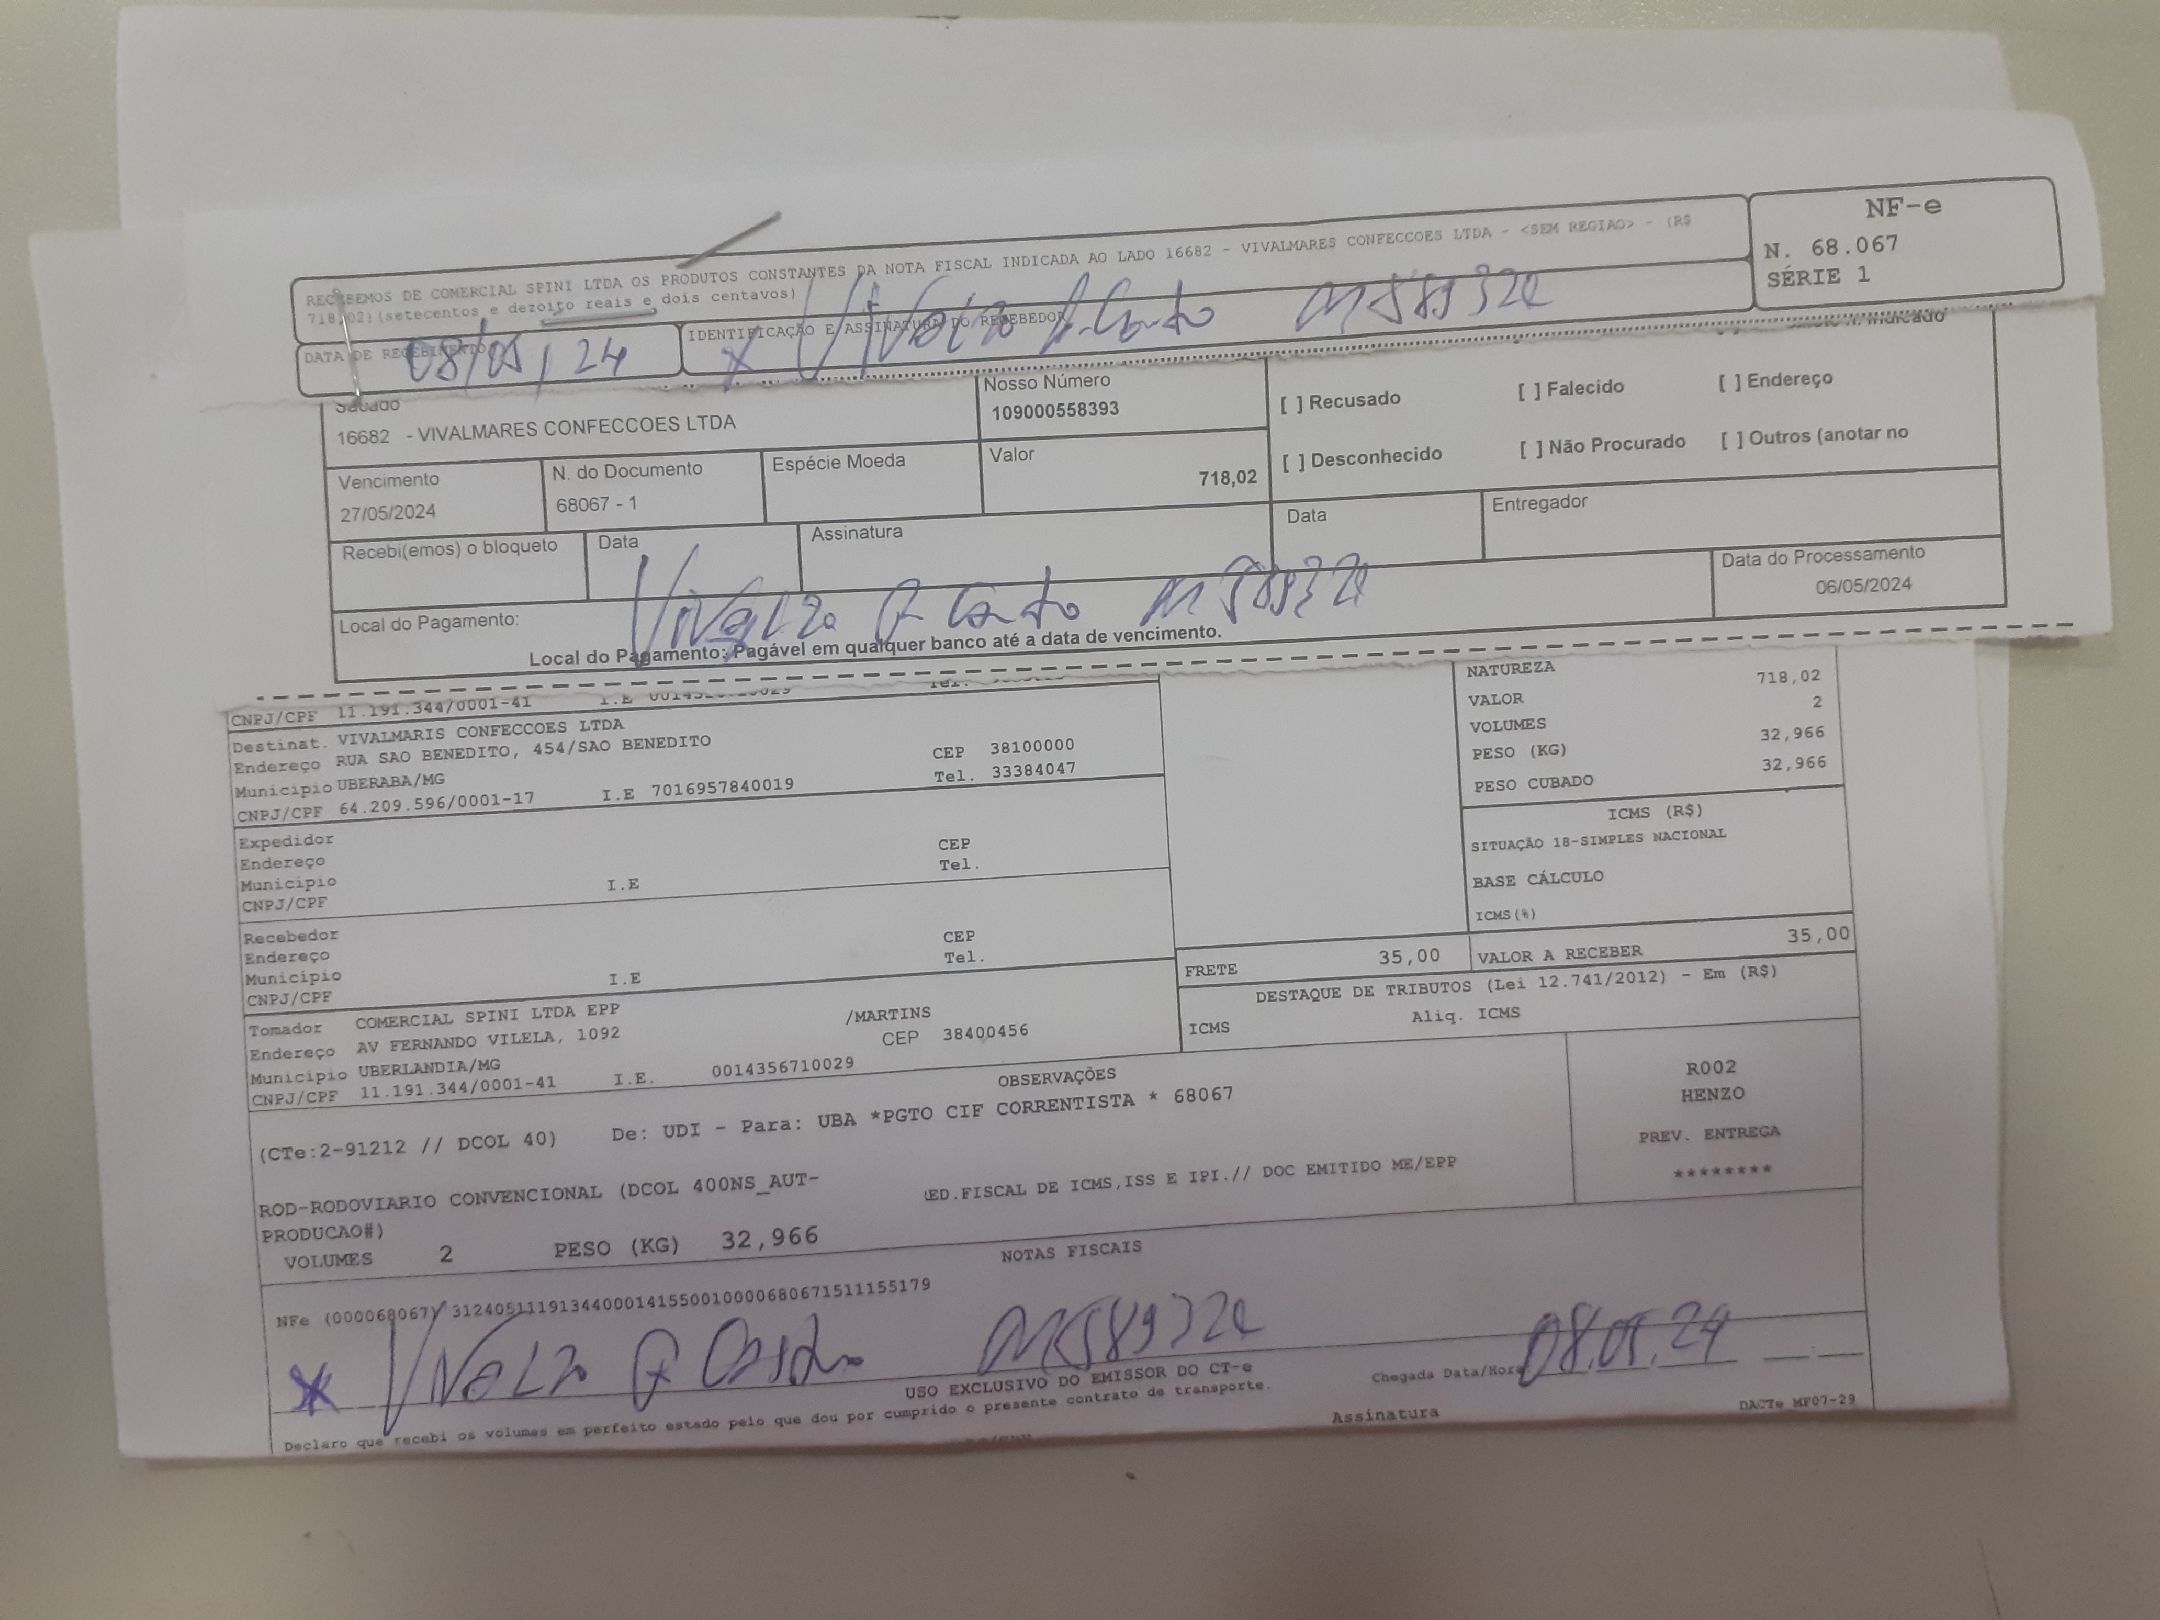 RECEBEMOS DE COMERCIAL SPINI LTDA OS PRODUTOS CONSTANTES DA NOTA FISCAL INDICADA AO LADO 16682 - VIVALMARES CONFECCOES LTDA - <SEM REGIAO> - (R$
718,02)(setecentos e dezoito reais e dois centavos)
NF-e
N. 68.067
SÉRIE 1
DATA DE RECEBIMENTO
08/05/24
IDENTIFICAÇÃO E ASSINATURA DO RECEBEDOR
Sacado
16682 - VIVALMARES CONFECCOES LTDA
Nosso Número
109000558393
[ ] Recusado [ ] Falecido [ ] Endereço
[ ] Desconhecido [ ] Não Procurado [ ] Outros (anotar no
Vencimento
27/05/2024
N. do Documento
68067 - 1
Espécie Moeda
Valor
718,02
Recebi(emos) o bloqueto
Data
Assinatura
Data
Entregador
Local do Pagamento:
Local do Pagamento: Pagável em qualquer banco até a data de vencimento.
Data do Processamento
06/05/2024
CNPJ/CPF 11.191.344/0001-41 I.E
Destinat. VIVALMARIS CONFECCOES LTDA
Endereço RUA SAO BENEDITO, 454/SAO BENEDITO CEP 38100000
Municipio UBERABA/MG Tel. 33384047
CNPJ/CPF 64.209.596/0001-17 I.E 7016957840019
Expedidor
Endereço CEP
Municipio Tel.
CNPJ/CPF I.E
Recebedor
Endereço CEP
Municipio Tel.
CNPJ/CPF I.E
Tomador COMERCIAL SPINI LTDA EPP
Endereço AV FERNANDO VILELA, 1092 /MARTINS
Municipio UBERLANDIA/MG CEP 38400456
CNPJ/CPF 11.191.344/0001-41 I.E. 0014356710029
NATUREZA
VALOR 718,02
VOLUMES 2
PESO (KG) 32,966
PESO CUBADO 32,966
ICMS (R$)
SITUAÇÃO 18-SIMPLES NACIONAL
BASE CÁLCULO
ICMS(%)
FRETE 35,00
VALOR A RECEBER 35,00
DESTAQUE DE TRIBUTOS (Lei 12.741/2012) - Em (R$)
ICMS Aliq. ICMS
OBSERVAÇÕES
(CTe:2-91212 // DCOL 40) De: UDI - Para: UBA *PGTO CIF CORRENTISTA * 68067
ROD-RODOVIARIO CONVENCIONAL (DCOL 400NS_AUT-
PRODUCAO#)
ED.FISCAL DE ICMS,ISS E IPI.// DOC EMITIDO ME/EPP
R002
HENZO
PREV. ENTREGA
********
VOLUMES 2 PESO (KG) 32,966
NOTAS FISCAIS
NFe (000068067) 31240511191344000141550010000680671511155179
08.05.24
USO EXCLUSIVO DO EMISSOR DO CT-e
Chegada Data/Hora
Declaro que recebi os volumes em perfeito estado pelo que dou por cumprido o presente contrato de transporte.
Assinatura
DACTe MF07-29